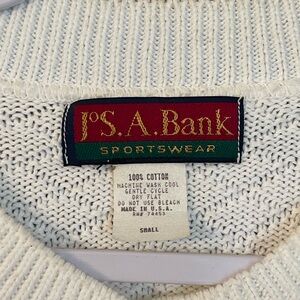 JoS.A.Bank
SPORTSWEAR
100% COTTON
MACHINE WASH COOL
GENTLE CYCLE
DRY FLAT
DO NOT USE BLEACH
MADE IN U.S.A.
RN# 74453
SMALL